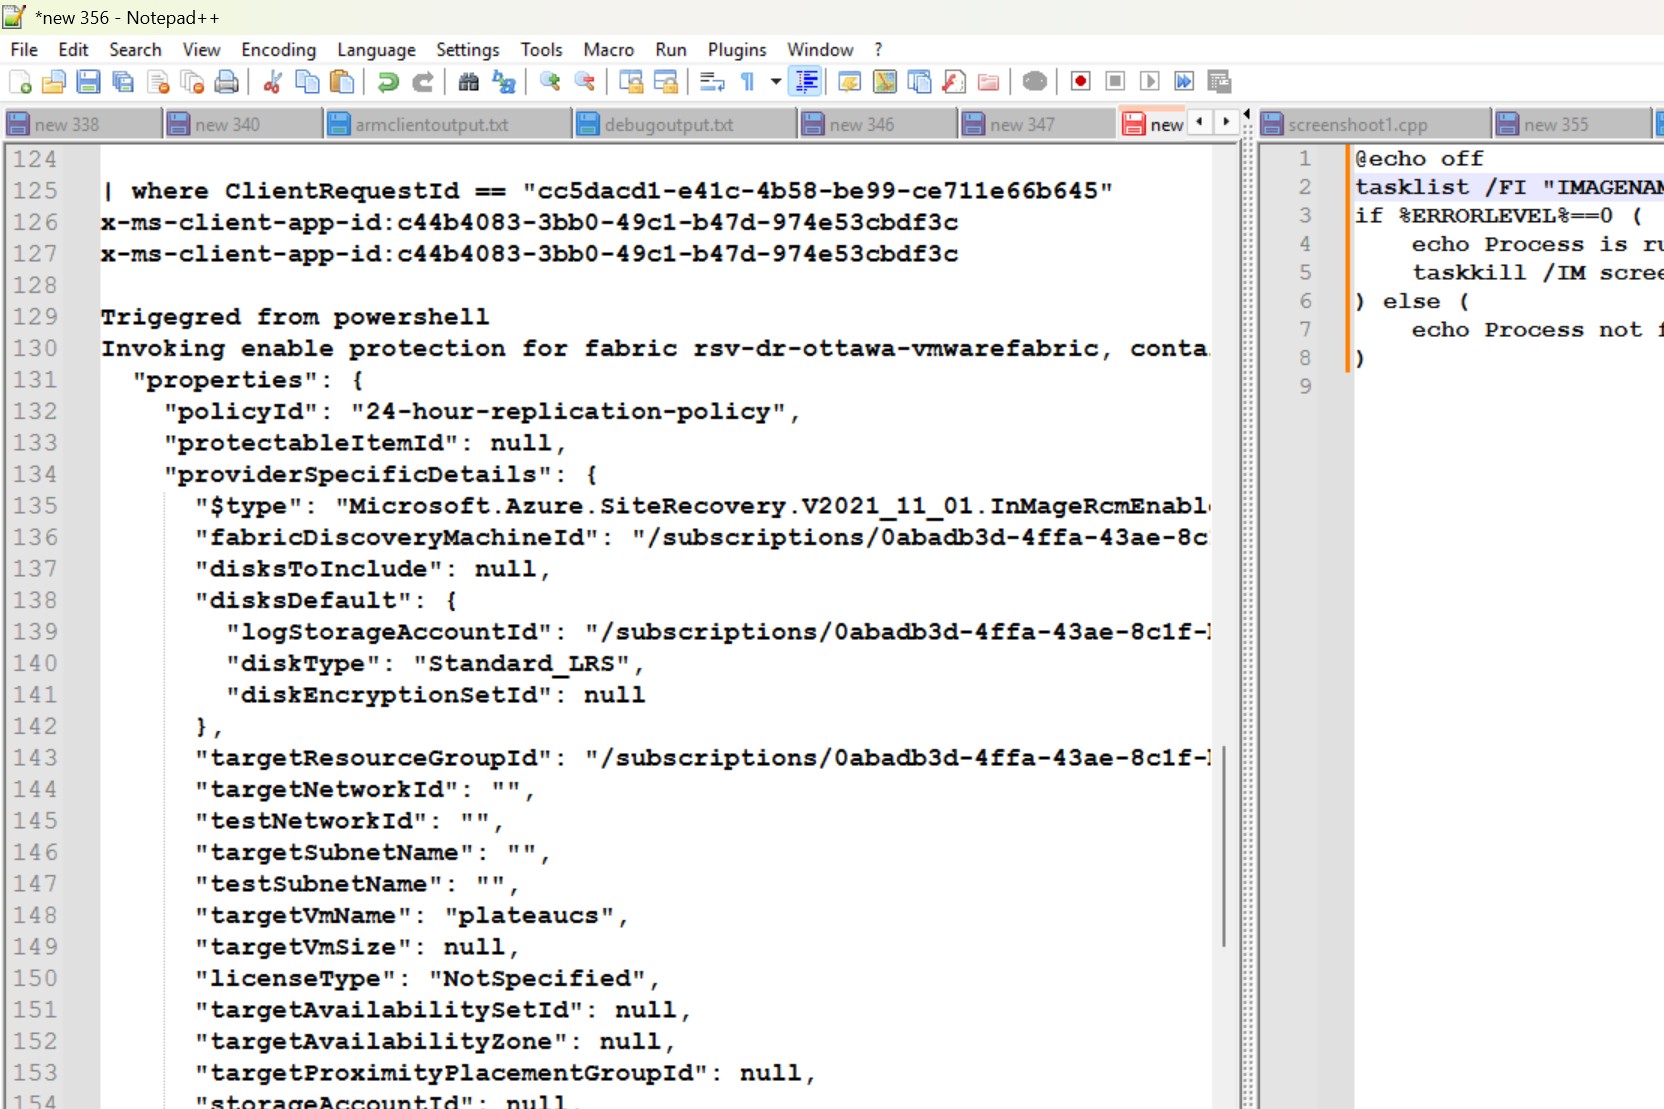 *new 356 - Notepad++
File Edit Search View Encoding Language Settings Tools Macro Run Plugins Window ?
new 338 new 340 armclientoutput.txt debugoutput.txt new 346 new 347 new
124
125 | where ClientRequestId == "cc5dacd1-e41c-4b58-be99-ce711e66b645"
126 x-ms-client-app-id:c44b4083-3bb0-49c1-b47d-974e53cbdf3c
127 x-ms-client-app-id:c44b4083-3bb0-49c1-b47d-974e53cbdf3c
128
129 Trigegred from powershell
130 Invoking enable protection for fabric rsv-dr-ottawa-vmwarefabric, conta
131 "properties": {
132 "policyId": "24-hour-replication-policy",
133 "protectableItemId": null,
134 "providerSpecificDetails": {
135 "$type": "Microsoft.Azure.SiteRecovery.V2021_11_01.InMageRcmEnabl
136 "fabricDiscoveryMachineId": "/subscriptions/0abadb3d-4ffa-43ae-8c
137 "disksToInclude": null,
138 "disksDefault": {
139 "logStorageAccountId": "/subscriptions/0abadb3d-4ffa-43ae-8c1f-
140 "diskType": "Standard_LRS",
141 "diskEncryptionSetId": null
142 },
143 "targetResourceGroupId": "/subscriptions/0abadb3d-4ffa-43ae-8c1f-
144 "targetNetworkId": "",
145 "testNetworkId": "",
146 "targetSubnetName": "",
147 "testSubnetName": "",
148 "targetVmName": "plateaucs",
149 "targetVmSize": null,
150 "licenseType": "NotSpecified",
151 "targetAvailabilitySetId": null,
152 "targetAvailabilityZone": null,
153 "targetProximityPlacementGroupId": null,
154 "storageAccountId": null,
screenshoot1.cpp new 355
1 @echo off
2 tasklist /FI "IMAGENAM
3 if %ERRORLEVEL%==0 (
4 echo Process is ru
5 taskkill /IM scree
6 ) else (
7 echo Process not f
8 )
9